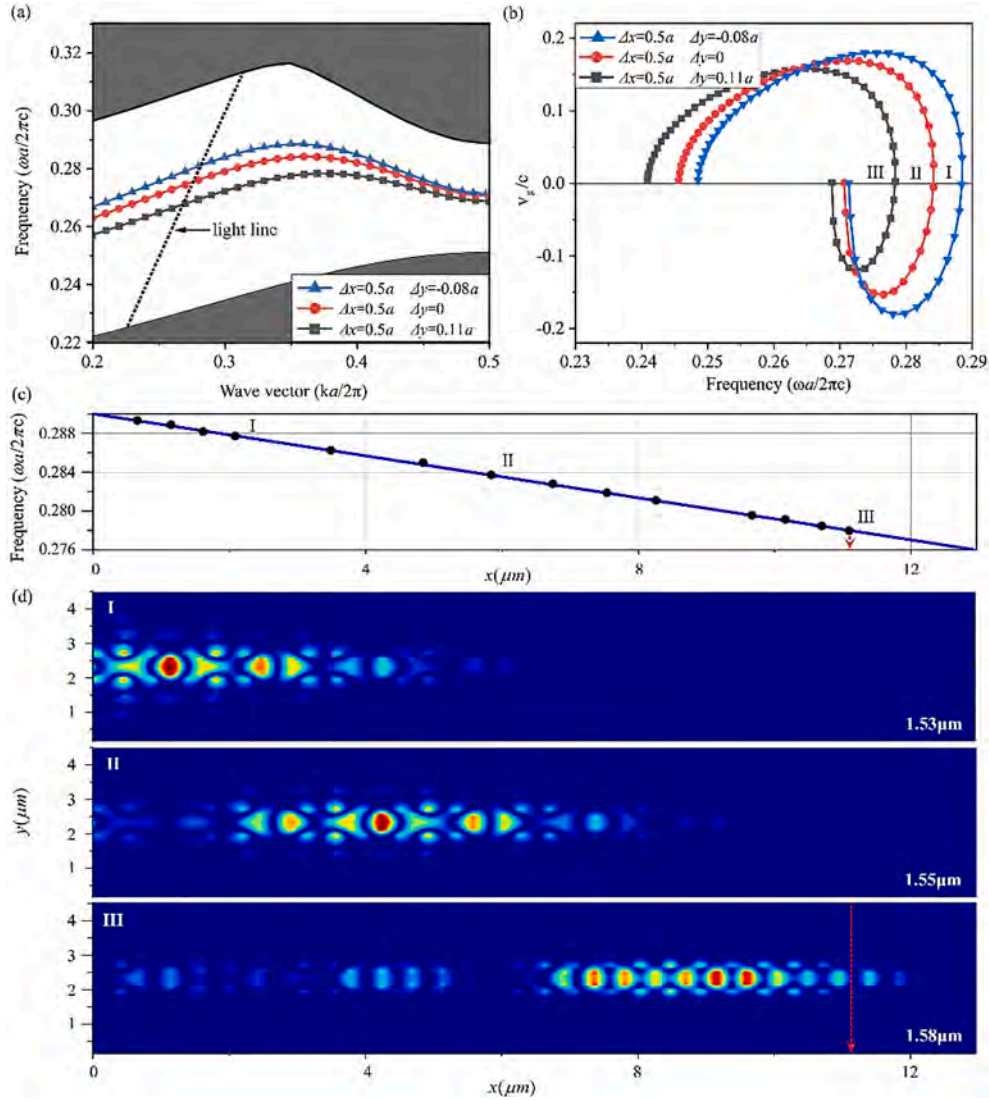 (a)
Frequency (ωa/2πc)
0.32
0.30
0.28
0.26
0.24
0.22
light line
Δx=0.5a Δy=-0.08a
Δx=0.5a Δy=0
Δx=0.5a Δy=0.11a
0.2 0.3 0.4 0.5
Wave vector (ka/2π)
(b)
v_g/c
0.2
0.1
0.0
-0.1
-0.2
Δx=0.5a Δy=-0.08a
Δx=0.5a Δy=0
Δx=0.5a Δy=0.11a
III II I
0.23 0.24 0.25 0.26 0.27 0.28 0.29
Frequency (ωa/2πc)
(c)
Frequency (ωa/2πc)
0.288
0.284
0.280
0.276
I
II
III
0 4 8 12
x(μm)
(d)
y(μm)
I
4
3
2
1
1.53μm
II
4
3
2
1
1.55μm
III
4
3
2
1
1.58μm
0 4 8 12
x(μm)